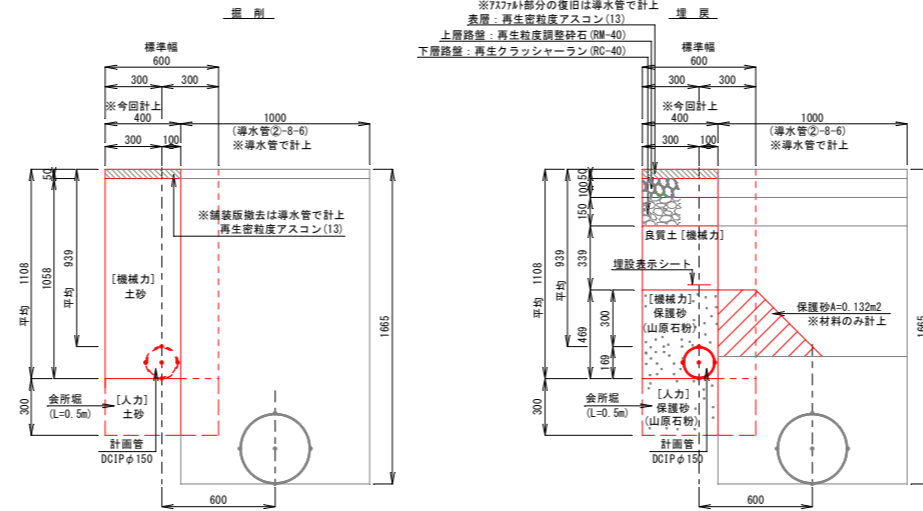 掘 削
標準幅
600
300
300
※今回計上
400
1000
(導水管②-8-6)
※導水管で計上
300
100
50
1058
平均 1108
平均 939
※舗装版撤去は導水管で計上
再生密粒度アスコン(13)
[機械力]
土砂
1665
300
会所堀
(L=0.5m)
[人力]
土砂
計画管
DCIPφ150
600
埋 戻
※アスファルト部分の復旧は導水管で計上
表層:再生密粒度アスコン(13)
上層路盤:再生粒度調整砕石(RM-40)
下層路盤:再生クラッシャーラン(RC-40)
標準幅
600
300
300
※今回計上
400
1000
(導水管②-8-6)
※導水管で計上
300
100
50
100
150
339
469
平均 1108
平均 939
良質土[機械力]
埋設表示シート
[機械力]
保護砂
(山原石粉)
300
169
保護砂A=0.132m2
※材料のみ計上
1665
300
会所堀
(L=0.5m)
[人力]
保護砂
(山原石粉)
計画管
DCIPφ150
600